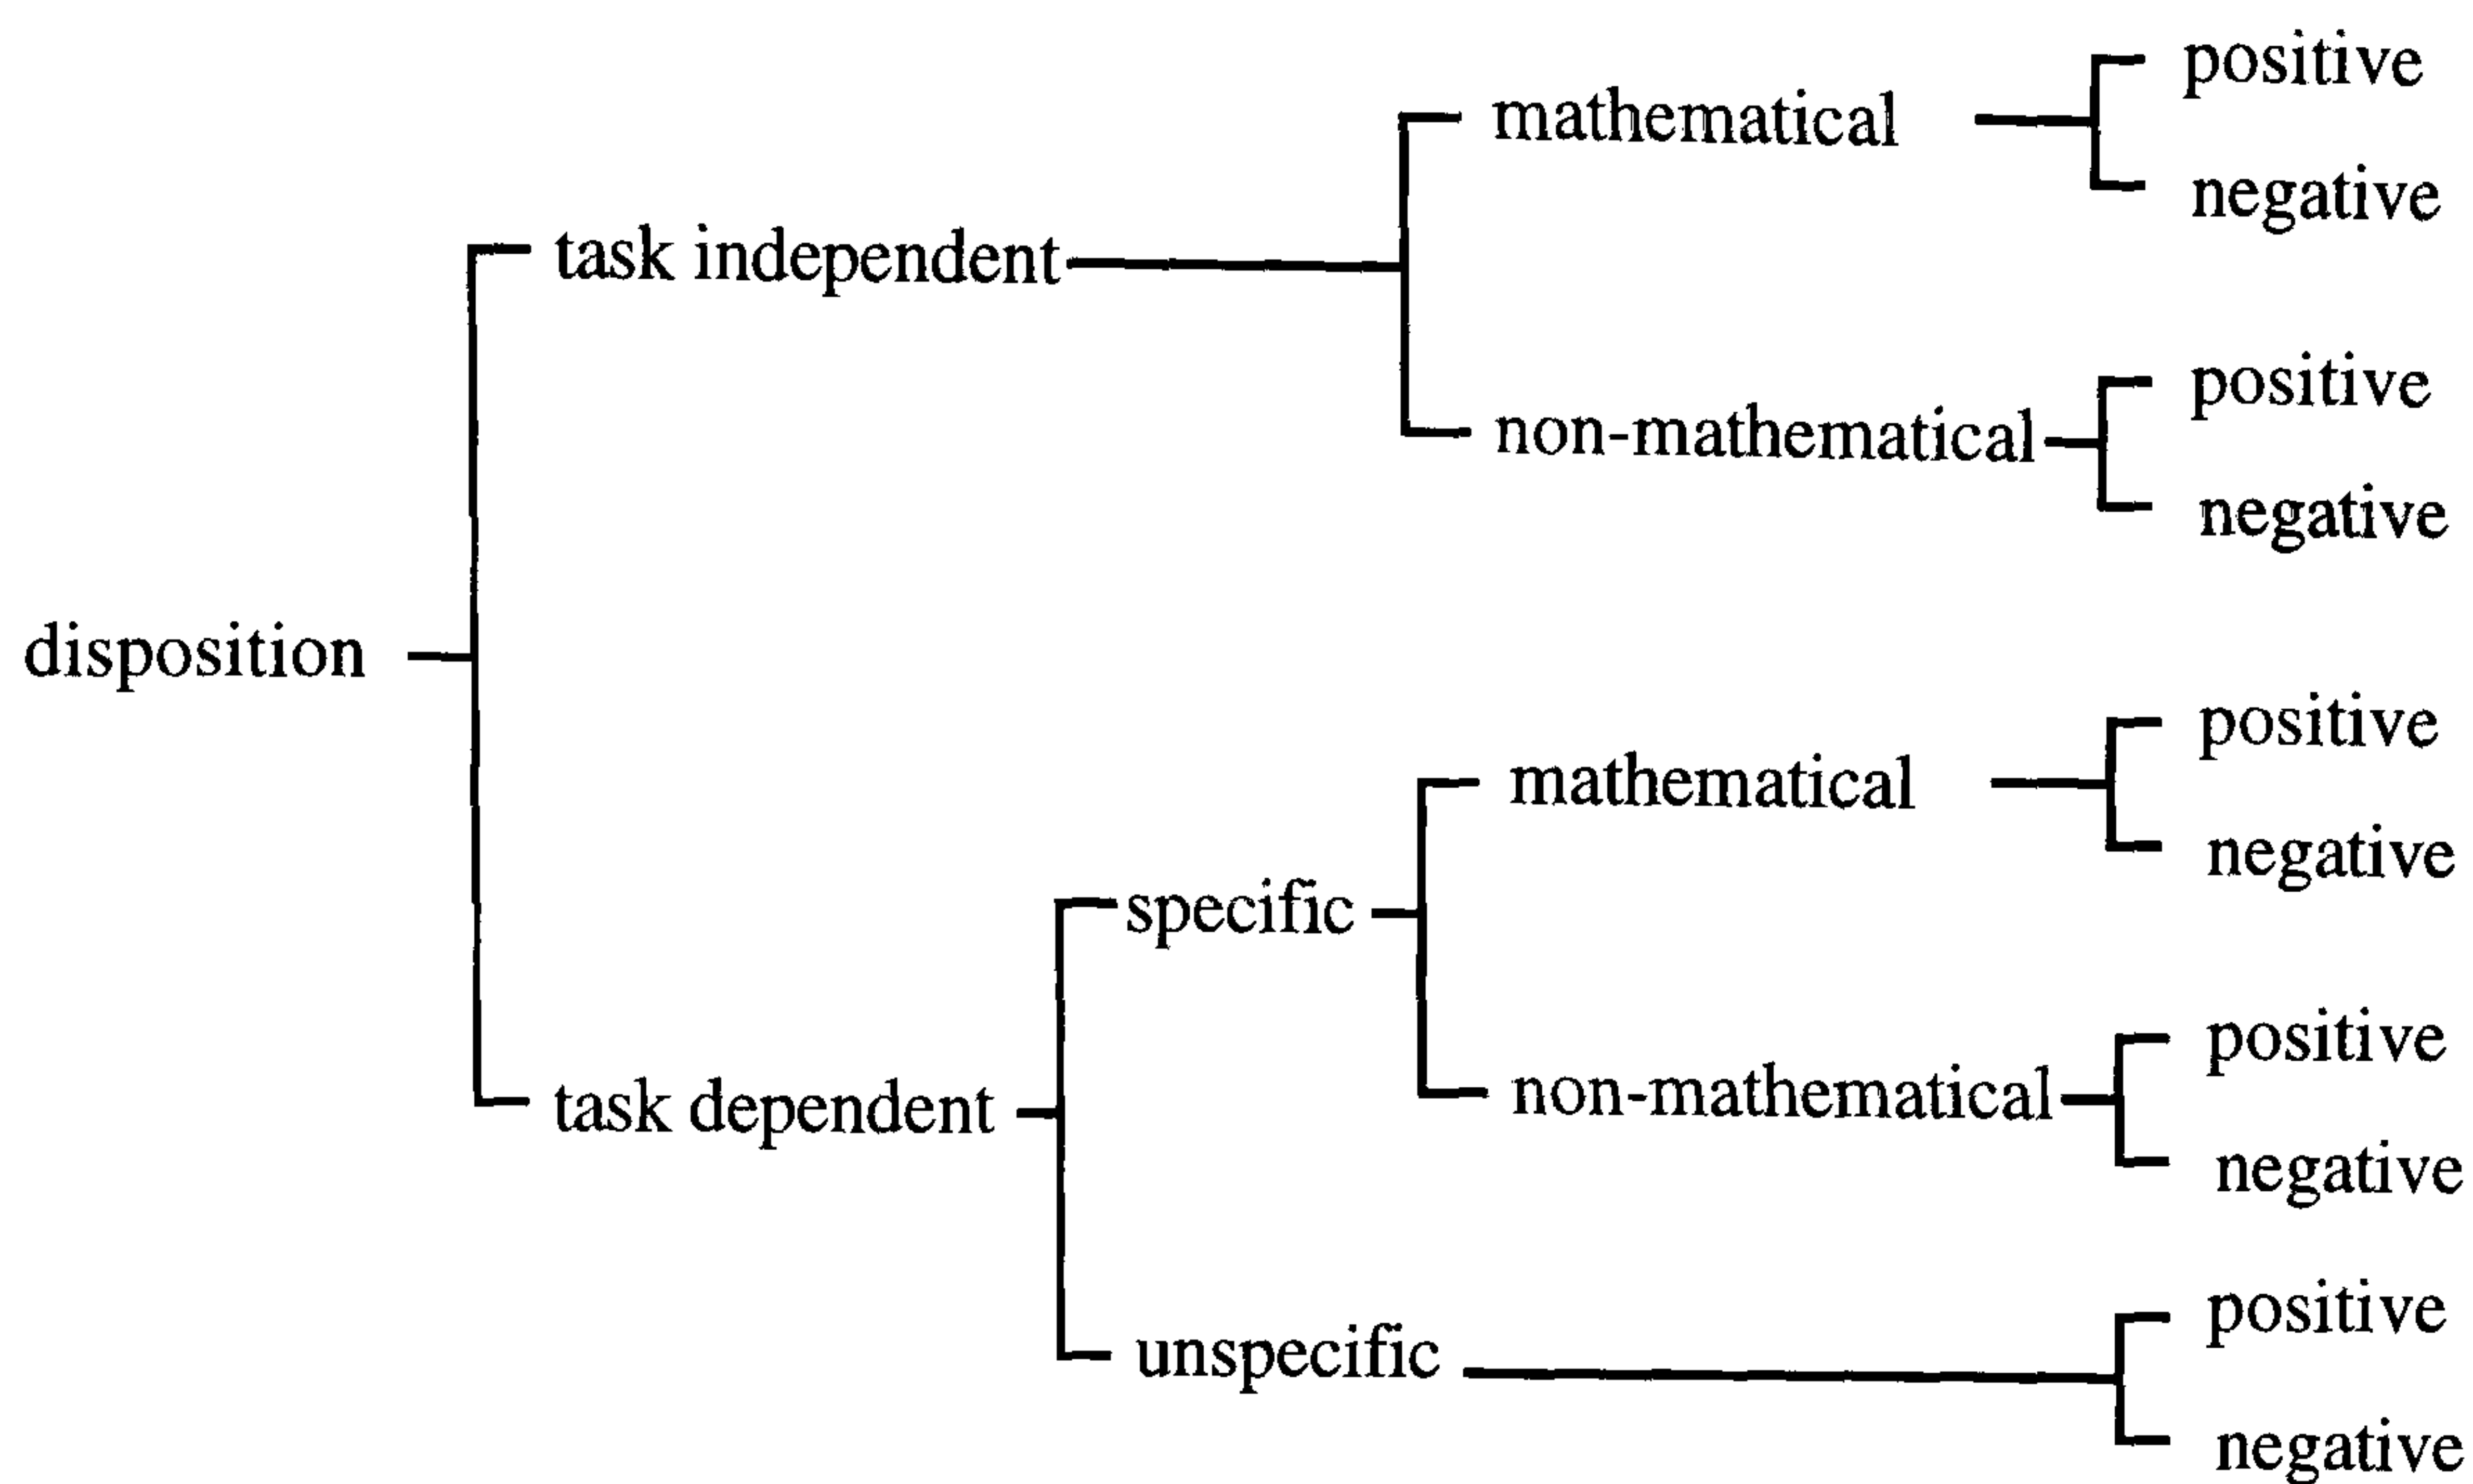 positive
mathematical
negative
task independent
positive
non-mathematical
negative
disposition
positive
mathematical
negative
specific
positive
non-mathematical
task dependent
negative
positive
unspecific
negative